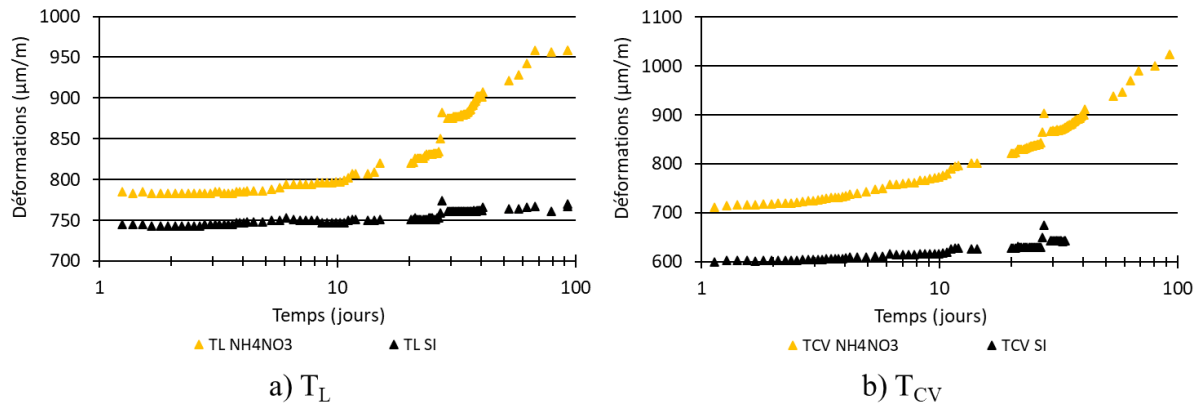 1000
950
900
850
800
750
700
Déformations (µm/m)
1
10
100
Temps (jours)
TL NH4NO3
TL SI
a) TL
1100
1000
900
800
700
600
Déformations (µm/m)
1
10
100
Temps (jours)
TCV NH4NO3
TCV SI
b) TCV